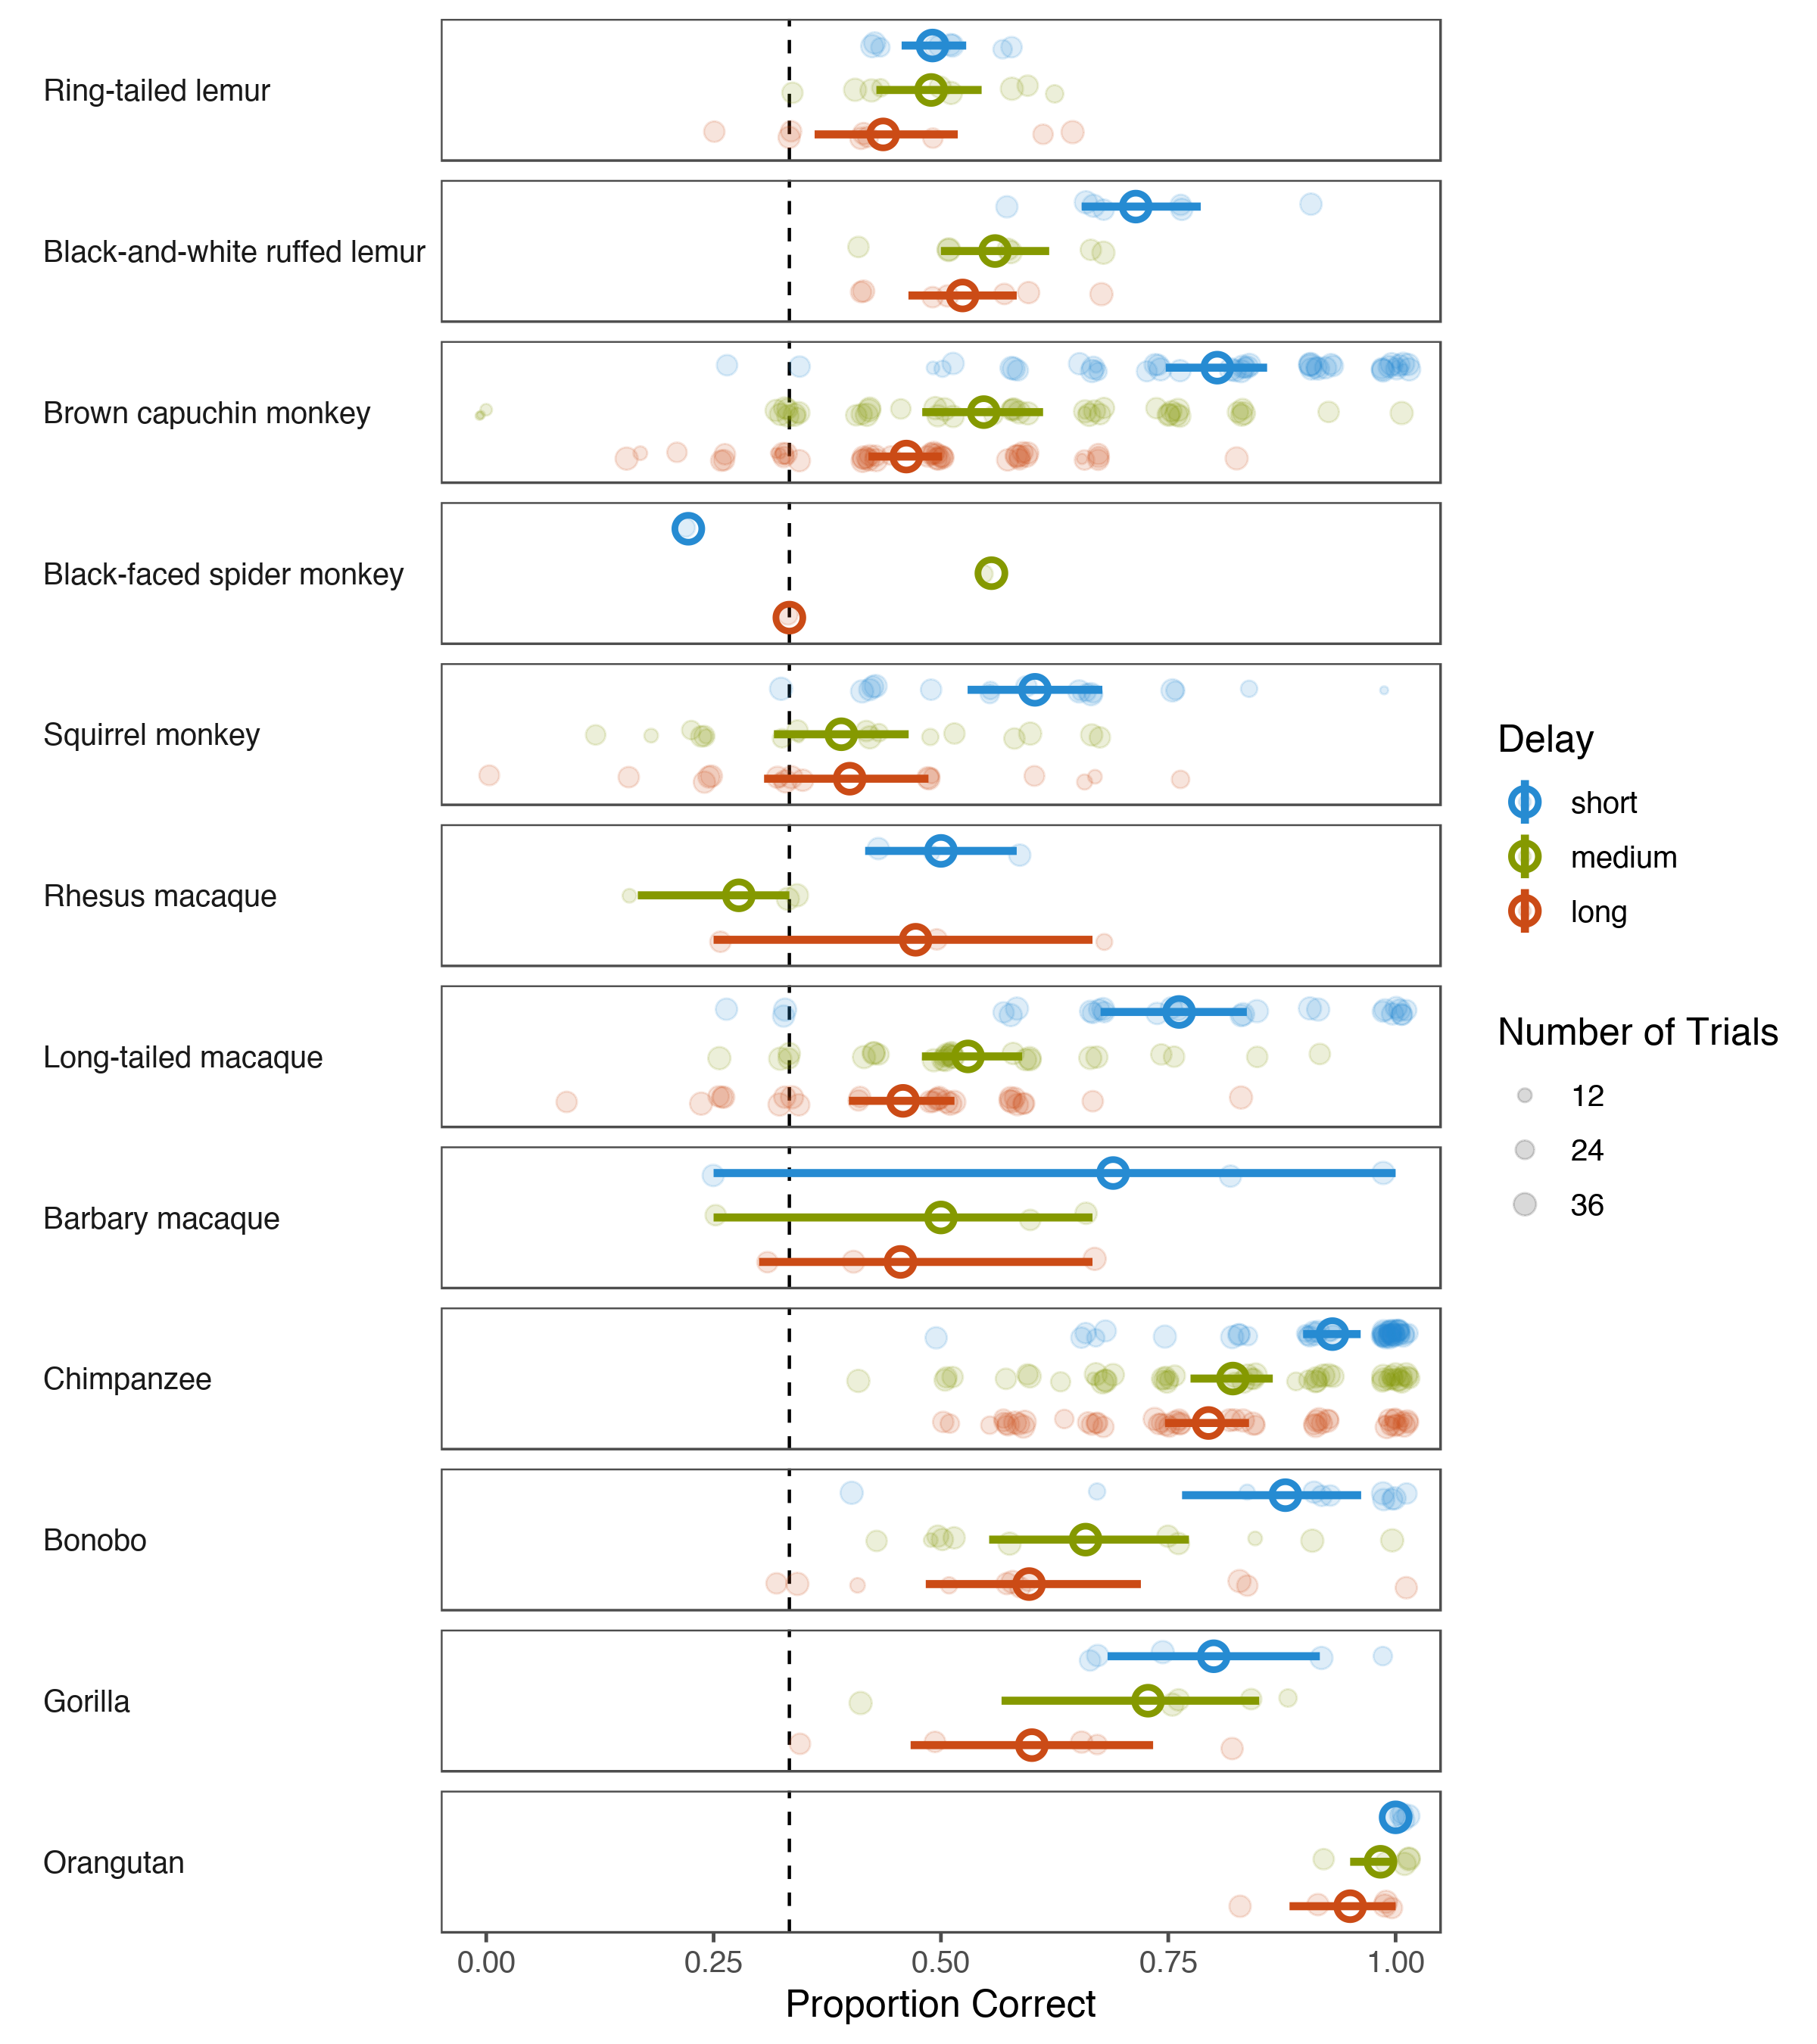 Ring-tailed lemur
Black-and-white ruffed lemur
Brown capuchin monkey
Black-faced spider monkey
Squirrel monkey
Rhesus macaque
Long-tailed macaque
Barbary macaque
Chimpanzee
Bonobo
Gorilla
Orangutan
0.00 0.25 0.50 0.75 1.00
Proportion Correct
Delay
short
medium
long
Number of Trials
12
24
36